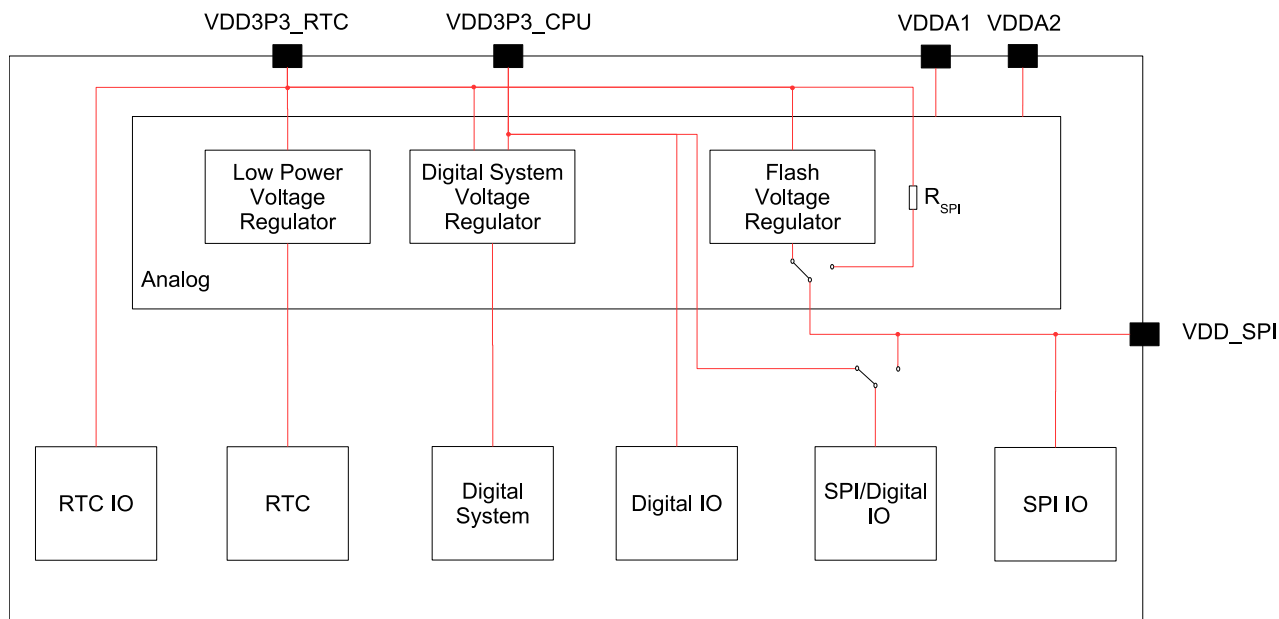 VDD3P3_RTC
VDD3P3_CPU
VDDA1
VDDA2
Low Power
Voltage
Regulator
Digital System
Voltage
Regulator
Flash
Voltage
Regulator
RSPI
Analog
VDD_SPI
RTC IO
RTC
Digital
System
Digital IO
SPI/Digital
IO
SPI IO